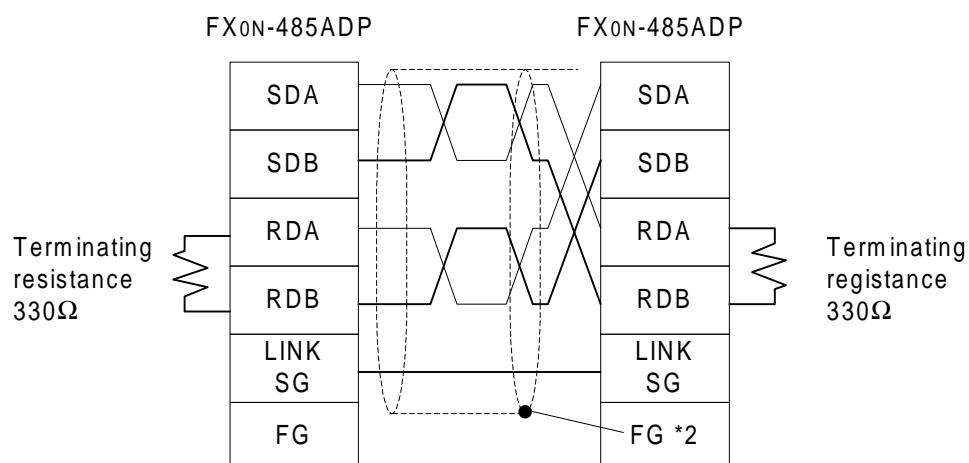 FX0N-485ADP
FX0N-485ADP
SDA
SDA
SDB
SDB
RDA
RDA
Terminating
resistance
330Ω
Terminating
registance
330Ω
RDB
RDB
LINK
SG
LINK
SG
FG
FG *2